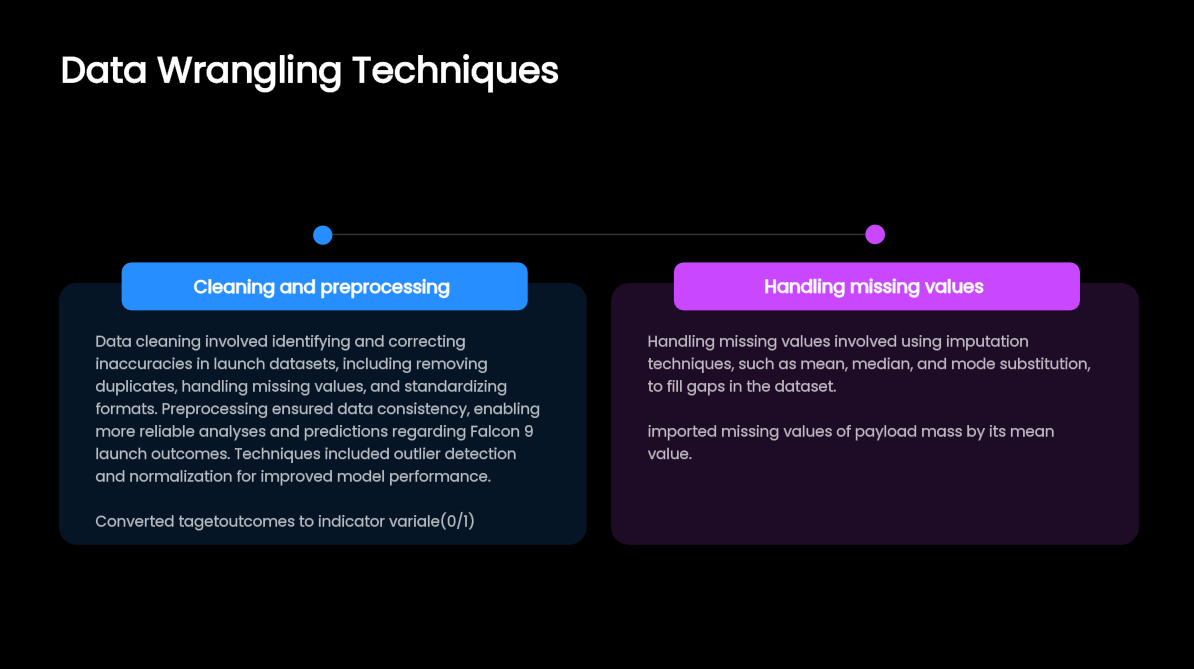 Data Wrangling Techniques
Cleaning and preprocessing
Data cleaning involved identifying and correcting
inaccuracies in launch datasets, including removing
duplicates, handling missing values, and standardizing
formats. Preprocessing ensured data consistency, enabling
more reliable analyses and predictions regarding Falcon 9
launch outcomes. Techniques included outlier detection
and normalization for improved model performance.
Converted tagetoutcomes to indicator variale(0/1)
Handling missing values
Handling missing values involved using imputation
techniques, such as mean, median, and mode substitution,
to fill gaps in the dataset.
imported missing values of payload mass by its mean
value.